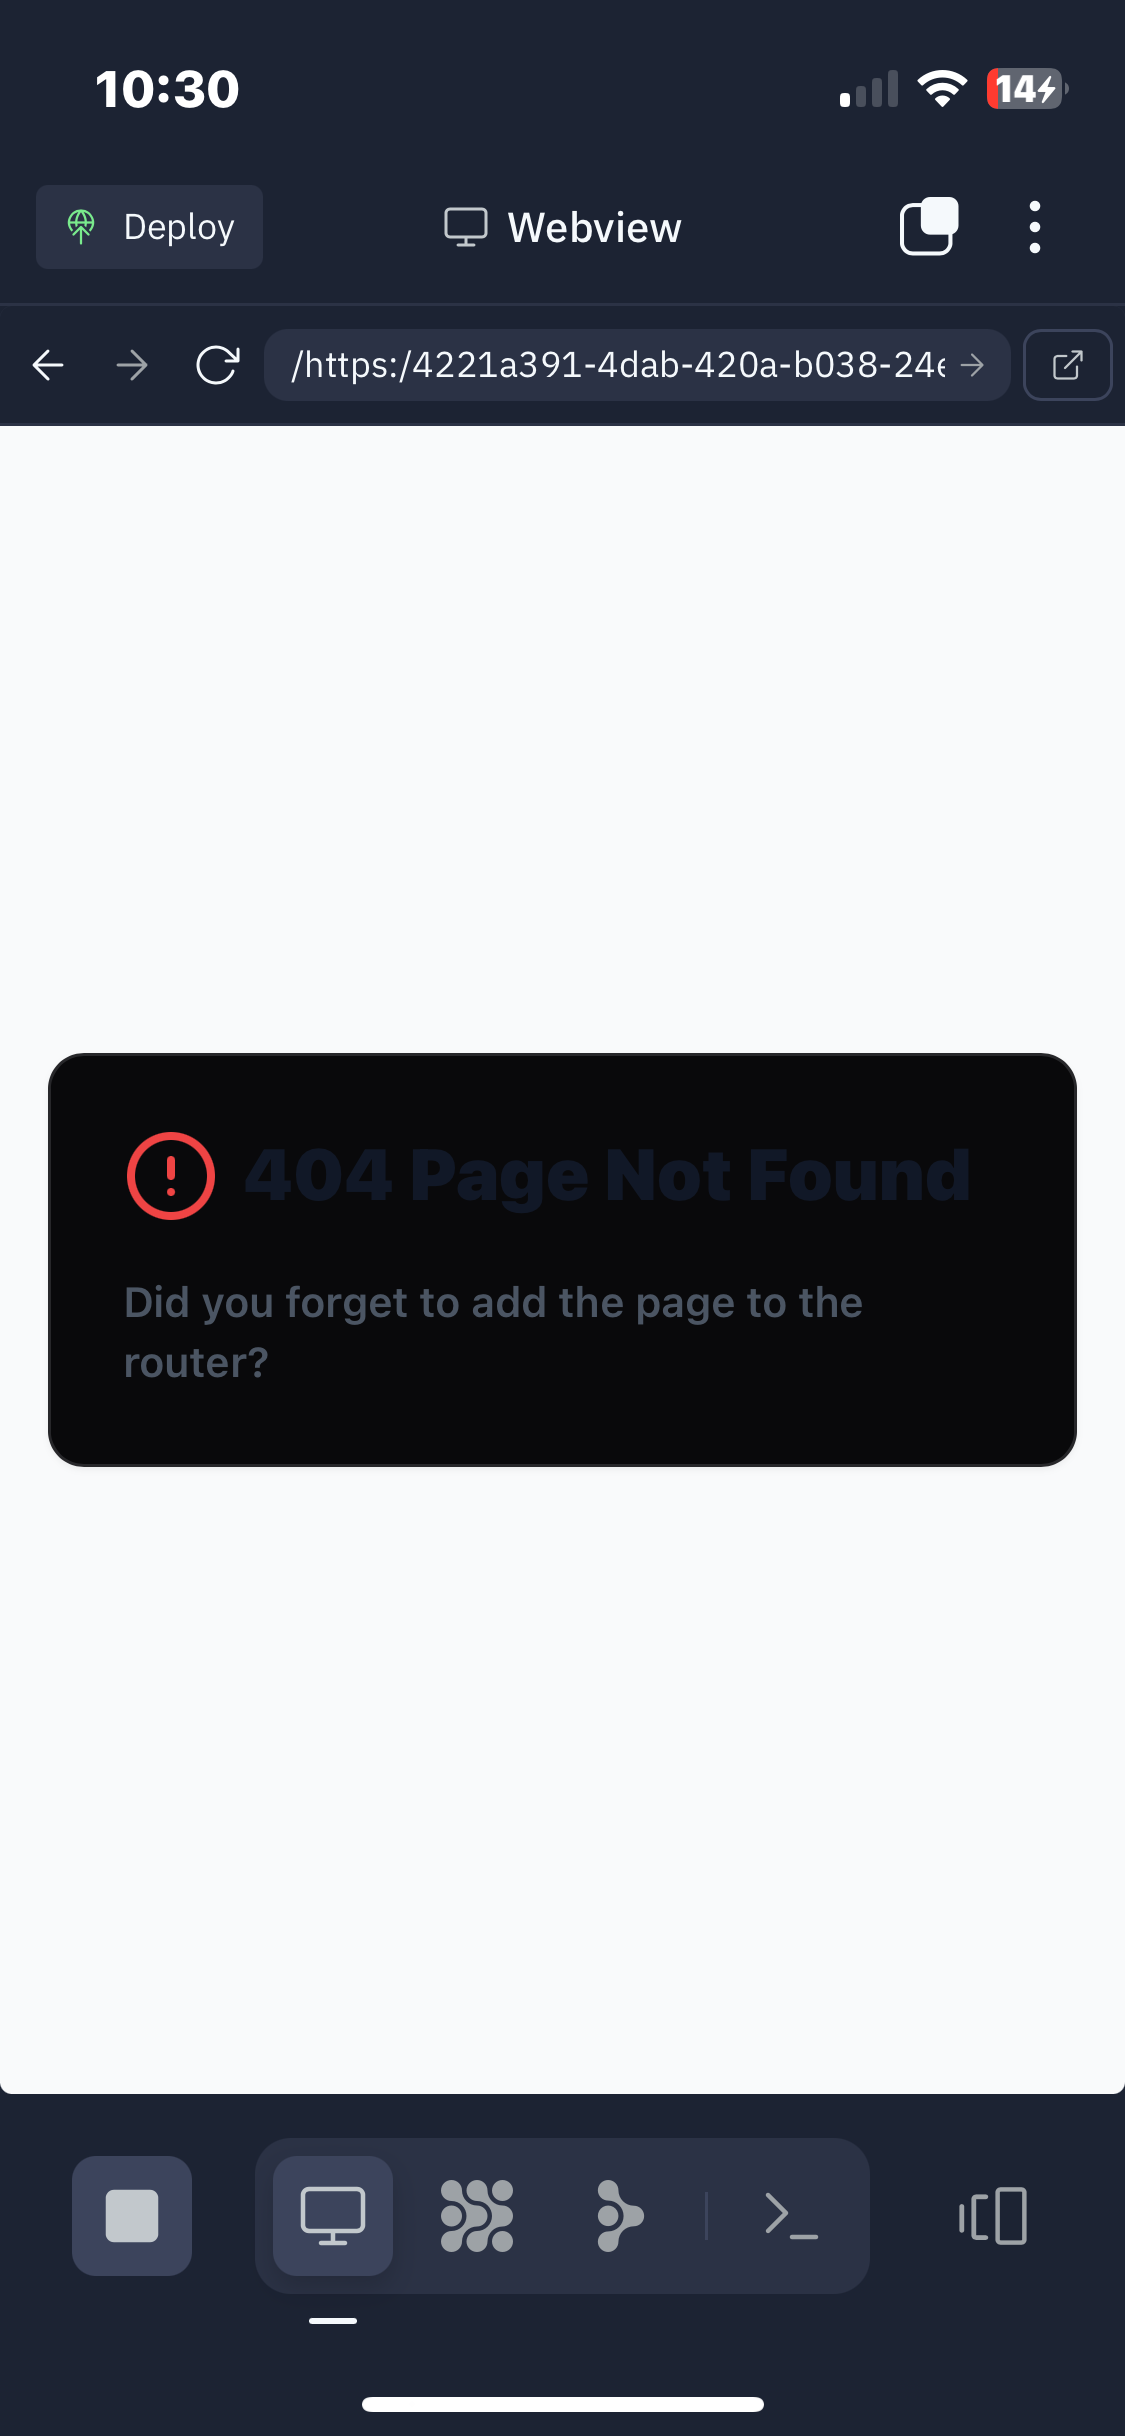 10:30
14
Deploy
Webview
/https:/4221a391-4dab-420a-b038-24
404 Page Not Found
Did you forget to add the page to the
router?